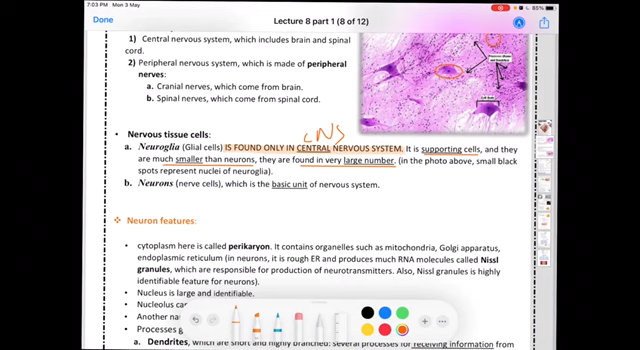 7:03 PM Mon 3 May
85%
Done
Lecture 8 part 1 (8 of 12)
1) Central nervous system, which includes brain and spinal
cord.
2) Peripheral nervous system, which is made of peripheral
nerves:
a. Cranial nerves, which come from brain.
b. Spinal nerves, which come from spinal cord.
CNS
• Nervous tissue cells:
a. Neuroglia (Glial cells) IS FOUND ONLY IN CENTRAL NERVOUS SYSTEM. It is supporting cells, and they
are much smaller than neurons, they are found in very large number. (in the photo above, small black
spots represent nuclei of neuroglia).
b. Neurons (nerve cells), which is the basic unit of nervous system.
Neuron features:
• cytoplasm here is called perikaryon. It contains organelles such as mitochondria, Golgi apparatus,
endoplasmic reticulum (in neurons, it is rough ER and produces much RNA molecules called Nissl
granules, which are responsible for production of neurotransmitters. Also, Nissl granules is highly
identifiable feature for neurons).
• Nucleus is large and identifiable.
• Nucleolus
• Another
• Processes
a. Dendrites, which are short and highly branched: several processes for receiving information from